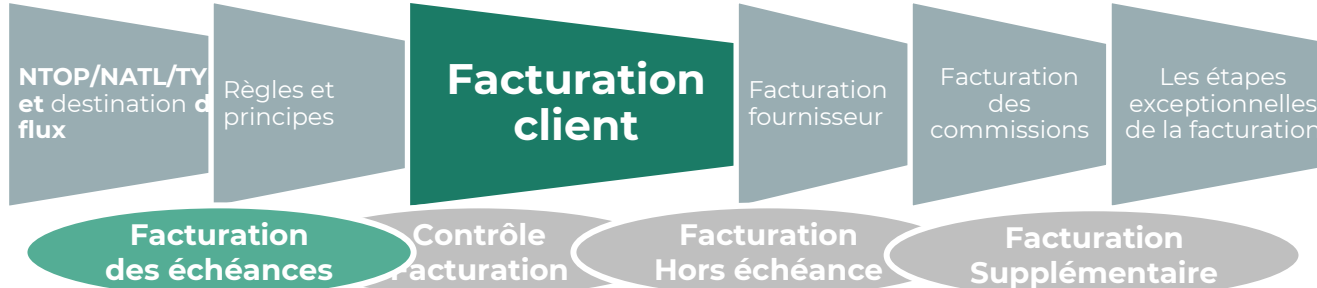 NTOP/NATL/TY
et destination d
flux
Règles et
principes
Facturation
client
Facturation
fournisseur
Facturation
des
commissions
Les étapes
exceptionnelles
de la facturation
Facturation
des échéances
Contrôle
Facturation
Facturation
Hors échéance
Facturation
Supplémentaire